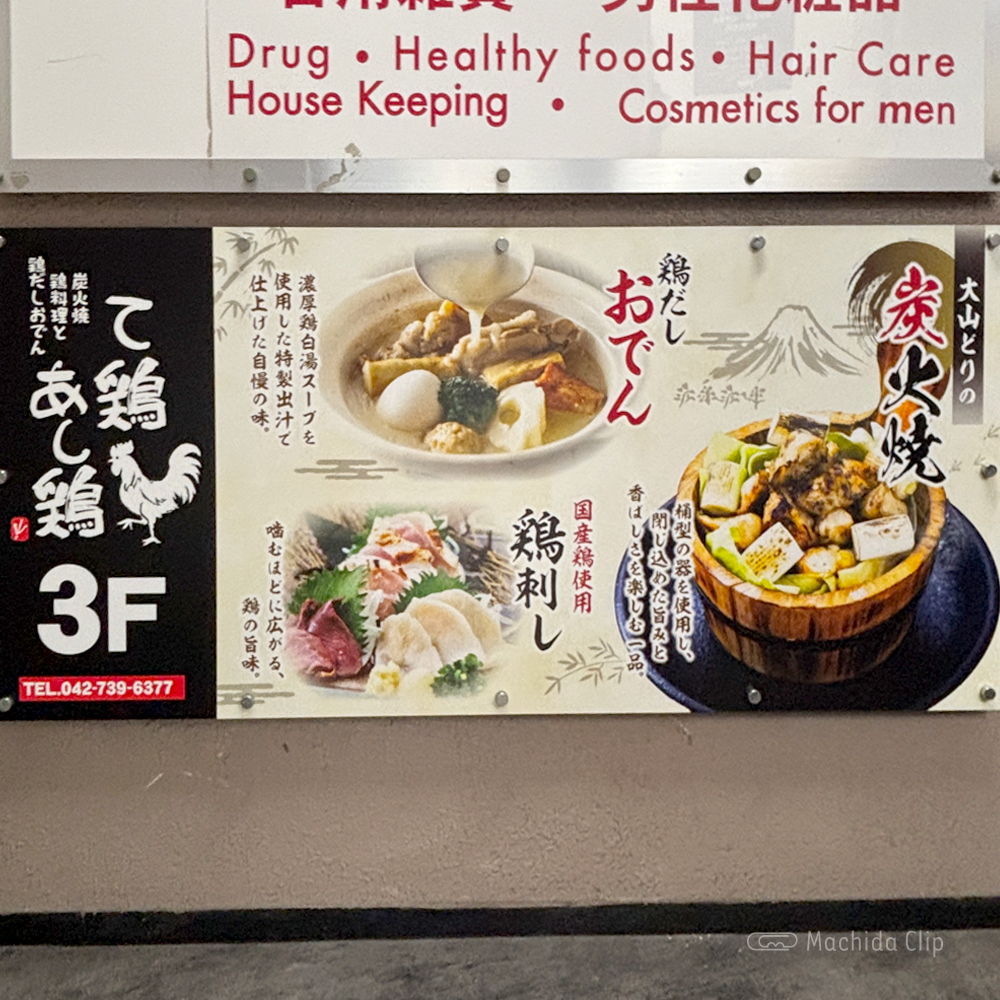 Drug • Healthy foods • Hair Care
House Keeping • Cosmetics for men
炭火焼
鶏料理と
鶏だしおでん
て鶏
あし鶏
3F
TEL.042-739-6377
大山どりの
炭火焼
桶型の器を使用し、
閉じ込めた旨みと
香ばしさを楽しむ一品。
鶏だし
おでん
濃厚鶏白湯スープを
使用した特製出汁で
仕上げた自慢の味。
国産鶏使用
鶏刺し
噛むほどに広がる、
鶏の旨味。
Machida Clip